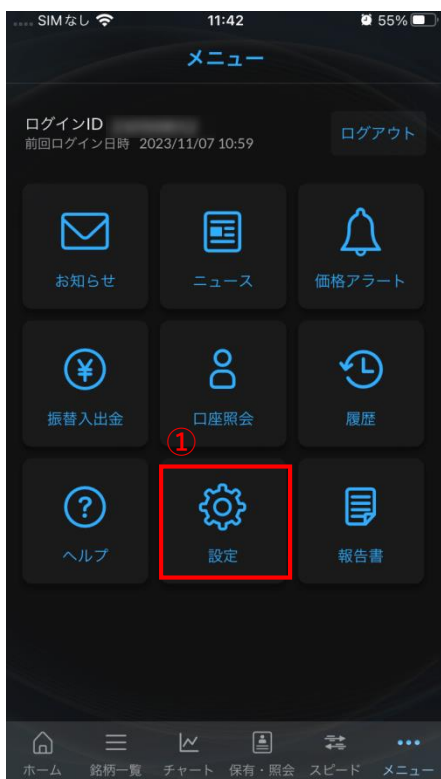 SIMなし 11:42 55%
メニュー
ログインID
前回ログイン日時 2023/11/07 10:59
ログアウト
お知らせ ニュース 価格アラート
振替入出金 口座照会 履歴
①
ヘルプ 設定 報告書
ホーム 銘柄一覧 チャート 保有・照会 スピード メニュー